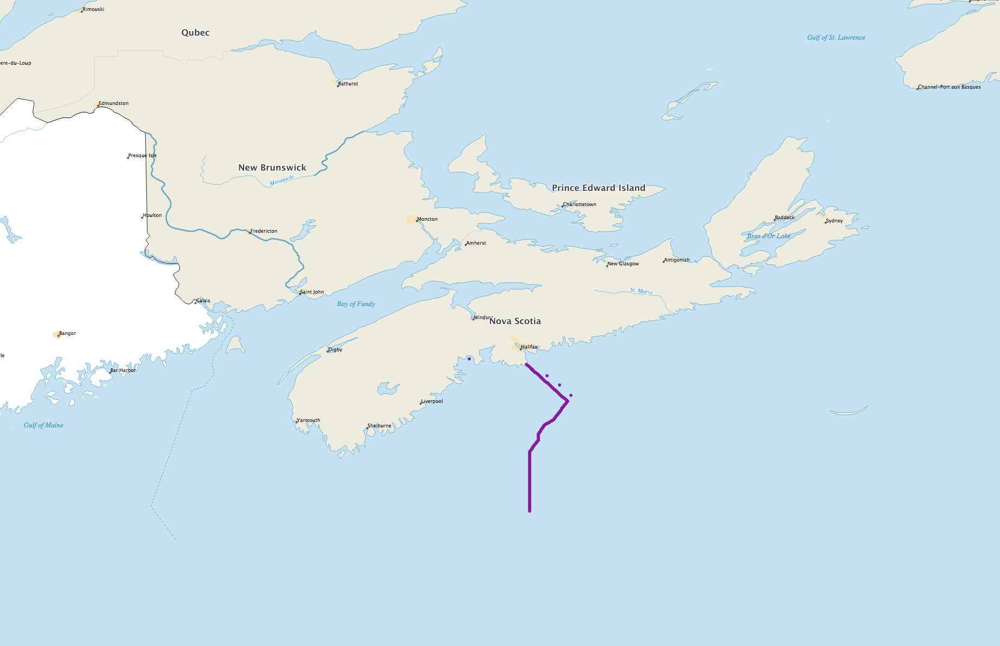 Rimouski
Qubec
Gulf of St. Lawrence
ere-du-Loup
Bathurst
Channel-Port aux Basques
Edmundston
Presque Isle
New Brunswick
Miramichi
Prince Edward Island
Charlottetown
Houlton
Moncton
Baddeck
Sydney
Fredericton
Bras d'Or Lake
Amherst
Antigonish
New Glasgow
St. Marys
Saint John
Calais
Bay of Fundy
Windsor
Nova Scotia
Bangor
Halifax
Digby
lle
Bar Harbor
Liverpool
Gulf of Maine
Yarmouth
Shelburne